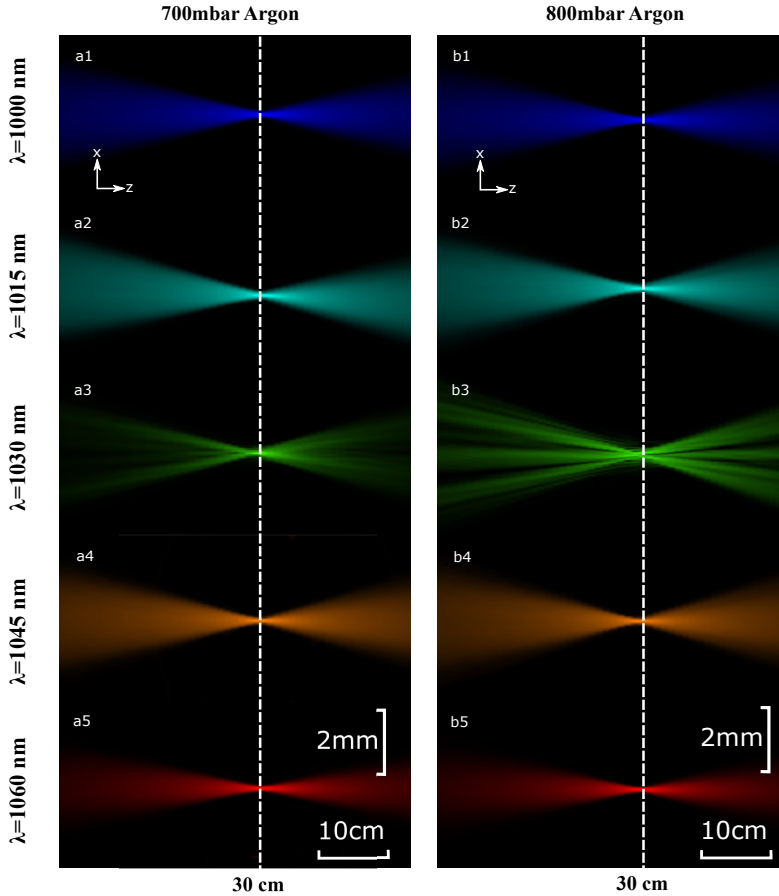 700mbar Argon
800mbar Argon
λ=1000 nm
a1
x
z
b1
x
z
λ=1015 nm
a2
b2
λ=1030 nm
a3
b3
λ=1045 nm
a4
b4
λ=1060 nm
a5
2mm
10cm
b5
2mm
10cm
30 cm
30 cm